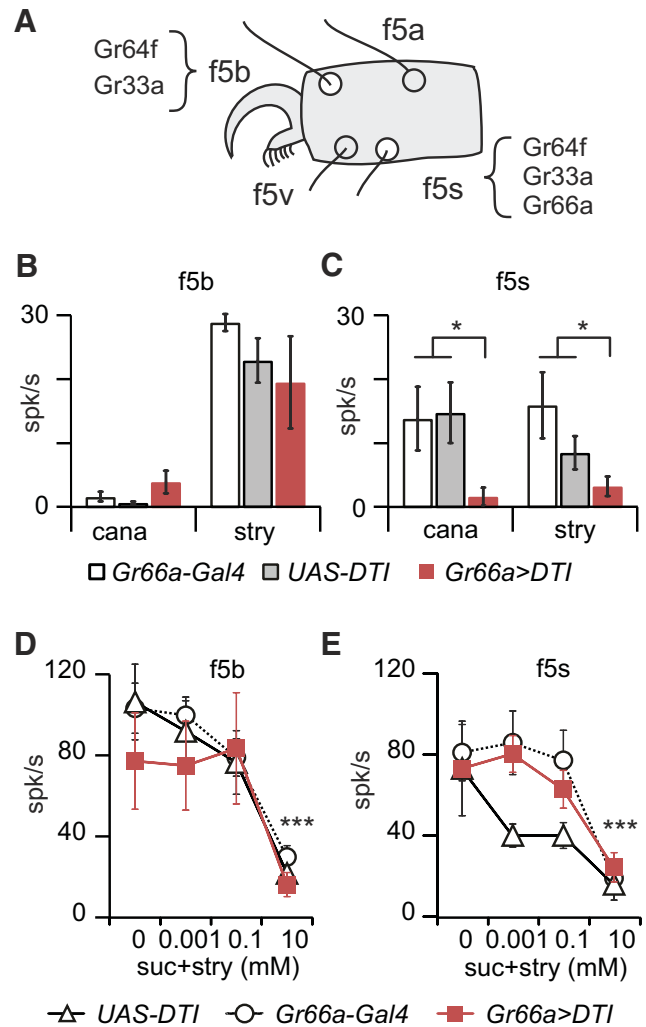 A
Gr64f
Gr33a
f5b
f5a
f5v
f5s
Gr64f
Gr33a
Gr66a
B
f5b
30
0
spk/s
cana
stry
C
f5s
30
0
spk/s
*
*
cana
stry
Gr66a-Gal4
UAS-DTI
Gr66a>DTI
D
f5b
120
80
40
0
spk/s
***
0 0.001 0.1 10
suc+stry (mM)
E
f5s
120
80
40
0
spk/s
***
0 0.001 0.1 10
suc+stry (mM)
UAS-DTI
Gr66a-Gal4
Gr66a>DTI